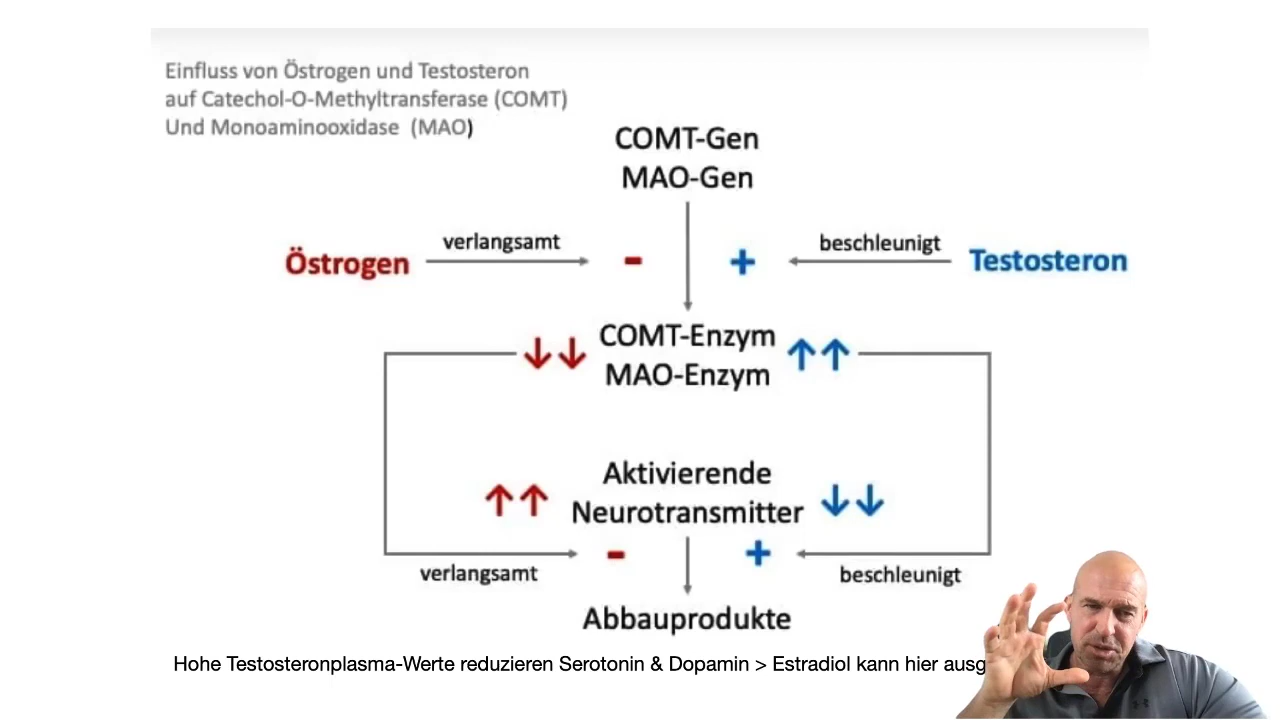 Einfluss von Östrogen und Testosteron
auf Catechol-O-Methyltransferase (COMT)
Und Monoaminooxidase (MAO)
COMT-Gen
MAO-Gen
verlangsamt
beschleunigt
Östrogen
-
+
Testosteron
COMT-Enzym
MAO-Enzym
Aktivierende
Neurotransmitter
-
+
verlangsamt
beschleunigt
Abbauprodukte
Hohe Testosteronplasma-Werte reduzieren Serotonin & Dopamin > Estradiol kann hier